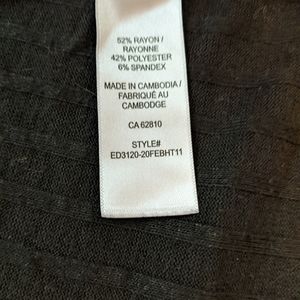 52% RAYON /
RAYONNE
42% POLYESTER
6% SPANDEX
MADE IN CAMBODIA /
FABRIQUÉ AU
CAMBODGE
CA 62810
STYLE#
ED3120-20FEBHT11